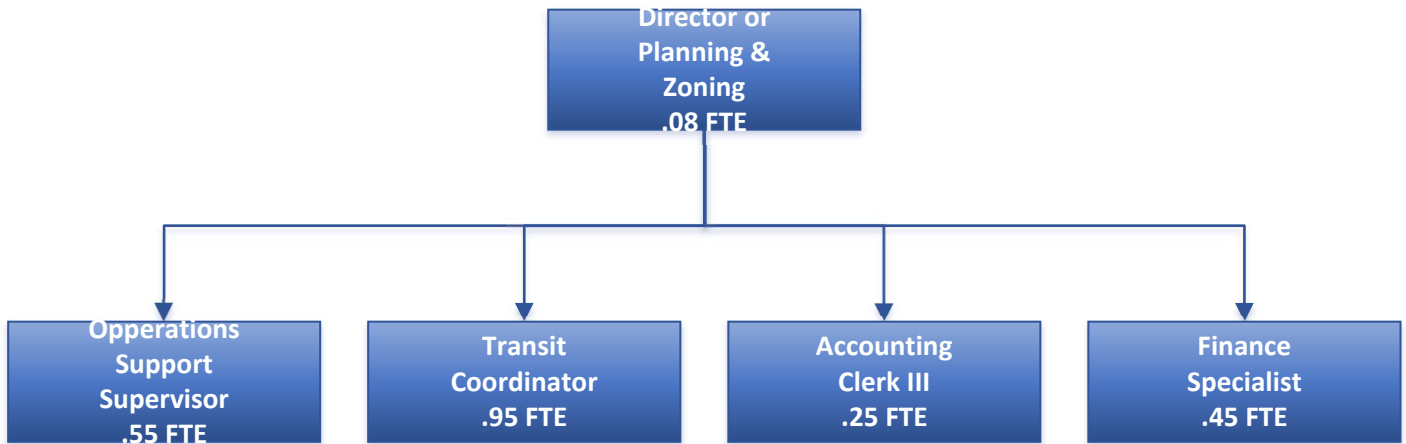 Director or
Planning &
Zoning
.08 FTE
Opperations
Support
Supervisor
.55 FTE
Transit
Coordinator
.95 FTE
Accounting
Clerk III
.25 FTE
Finance
Specialist
.45 FTE